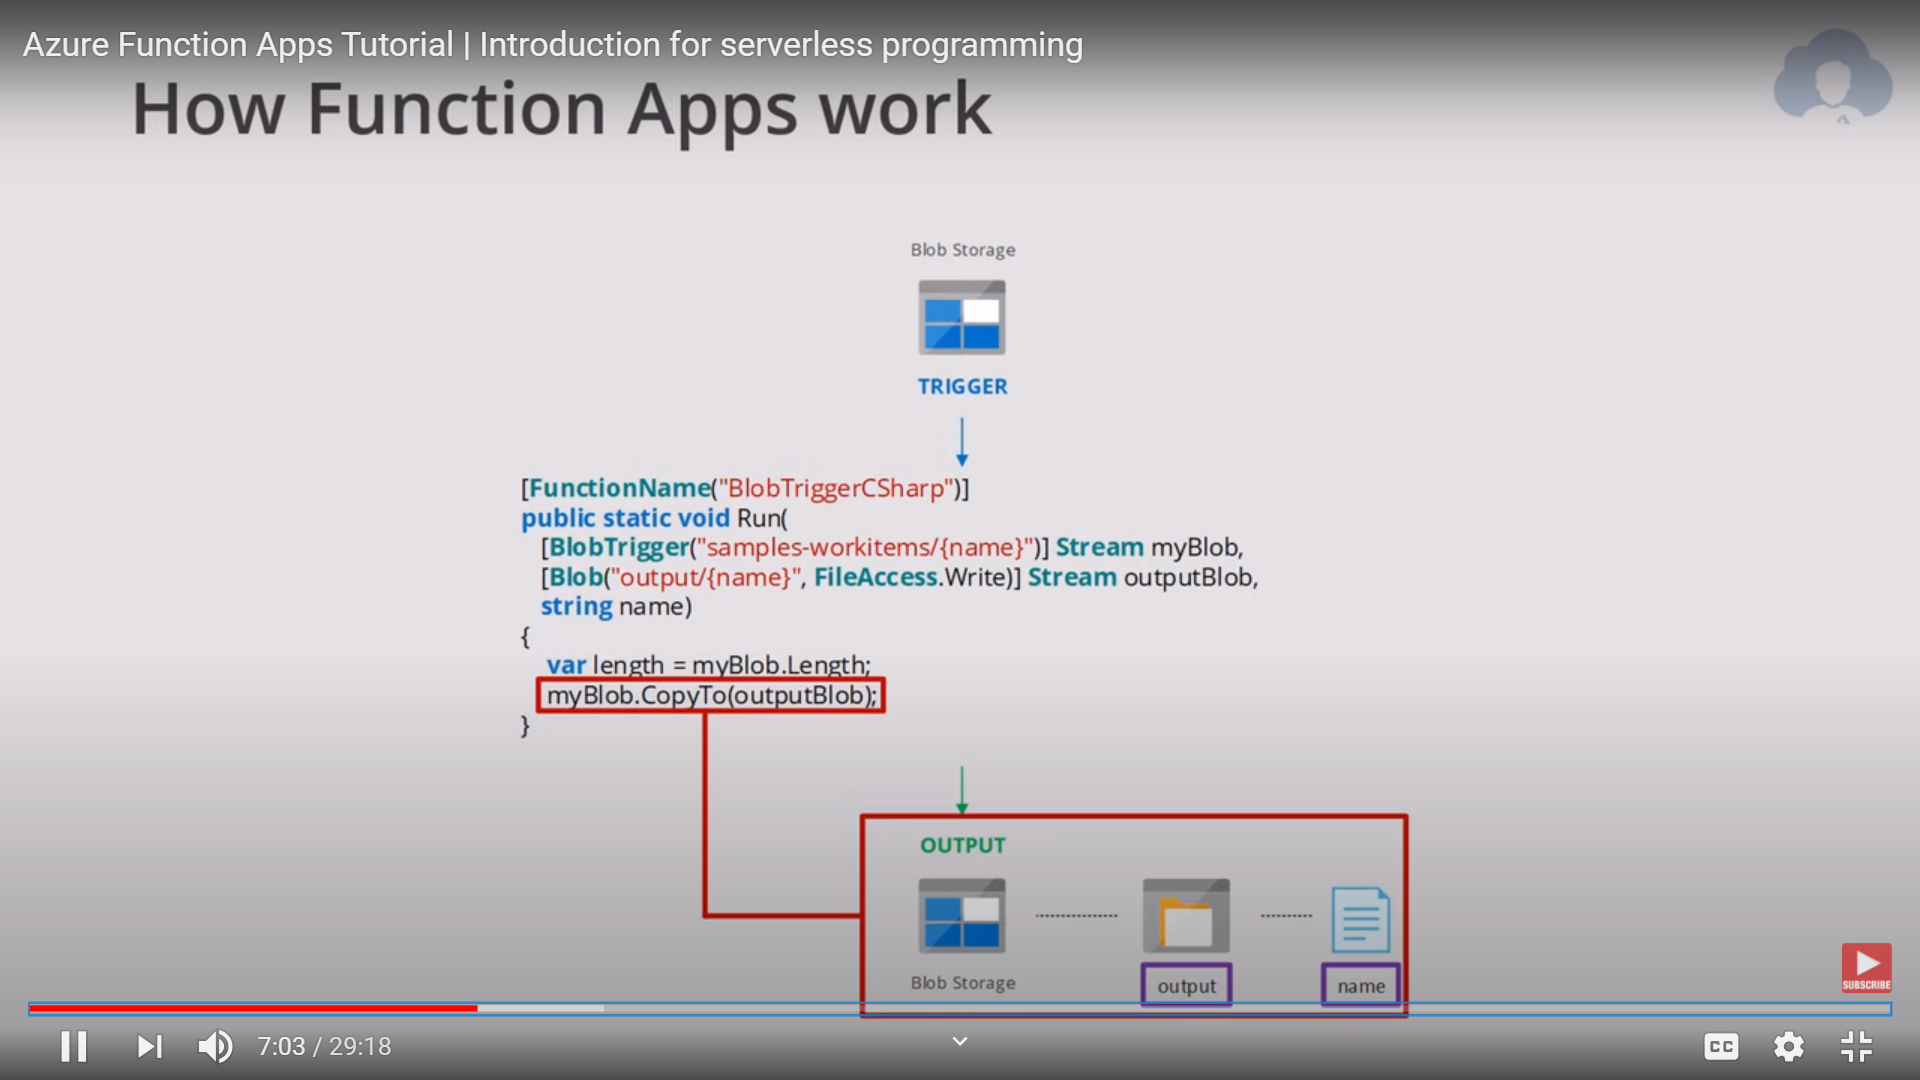 Azure Function Apps Tutorial | Introduction for serverless programming
How Function Apps work
Blob Storage
TRIGGER
[FunctionName("BlobTriggerCSharp")]
public static void Run(
[BlobTrigger("samples-workitems/{name}")] Stream myBlob,
[Blob("output/{name}", FileAccess.Write)] Stream outputBlob,
string name)
{
var length = myBlob.Length;
myBlob.CopyTo(outputBlob);
}
OUTPUT
Blob Storage
output
name
SUBSCRIBE
7:03 / 29:18
CC